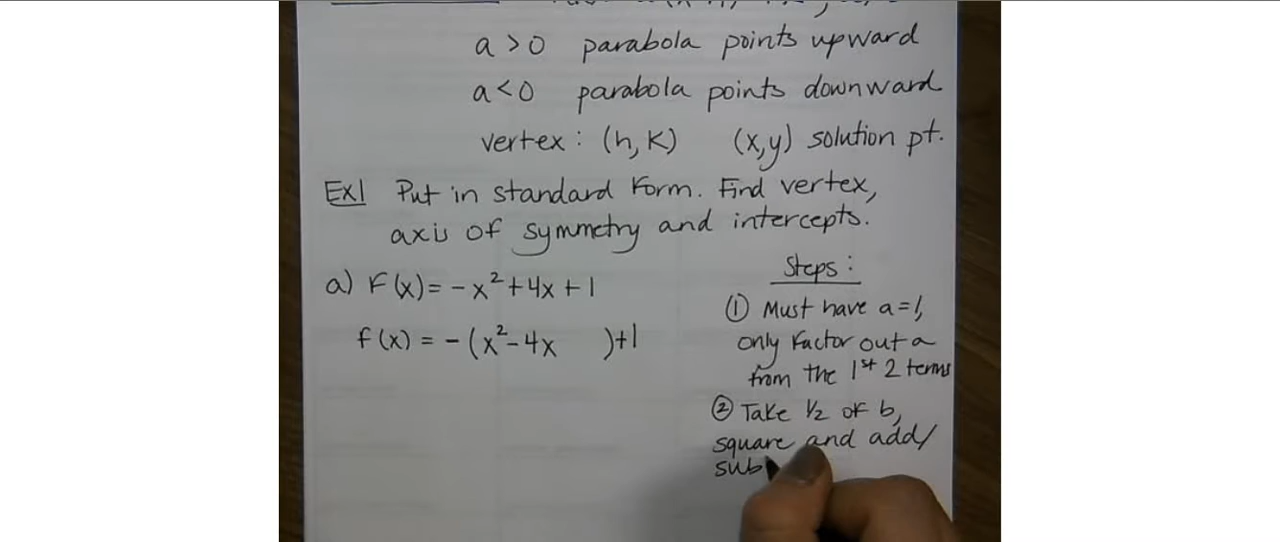 a > 0 parabola points upward
a < 0 parabola points downward
vertex : (h, k) (x,y) solution pt.
Ex1 Put in standard form. Find vertex,
axis of symmetry and intercepts.
a) F(x) = - x² + 4x + 1
f(x) = - (x² - 4x ) + 1
Steps :
① Must have a = 1,
only factor out a
from the 1st 2 terms
② Take 1/2 of b,
square and add/
sub